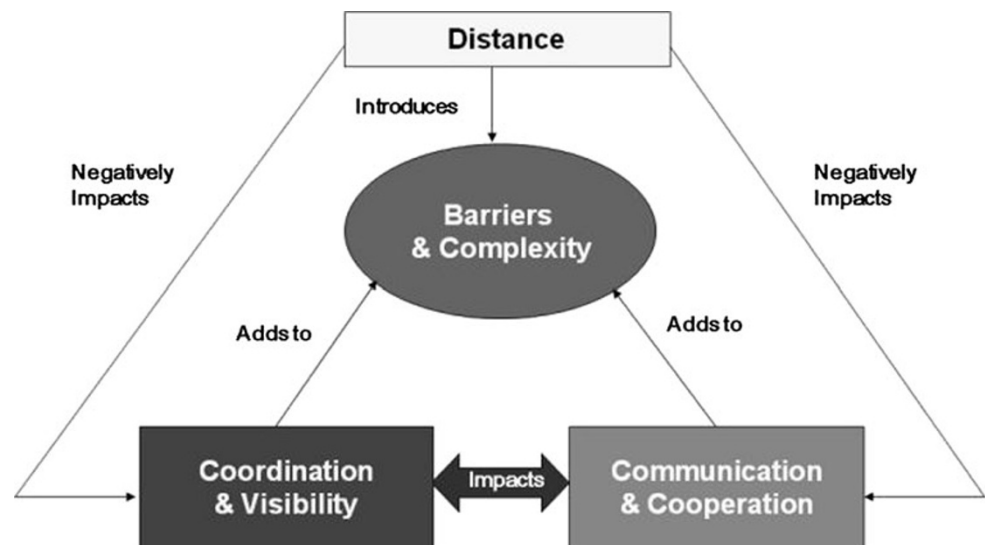 Distance
Introduces
Negatively
Impacts
Negatively
Impacts
Barriers
& Complexity
Adds to
Adds to
Coordination
& Visibility
Impacts
Communication
& Cooperation